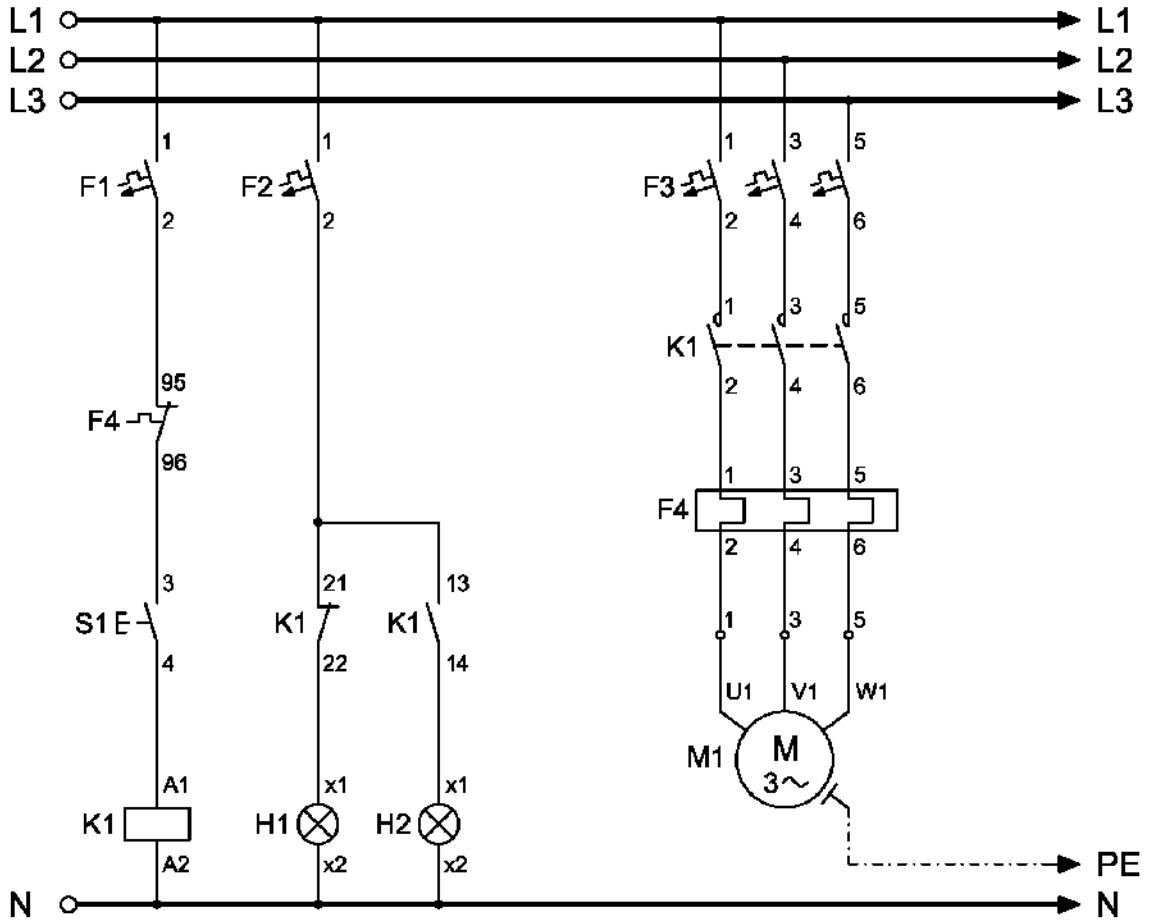 L1 L1
L2 L2
L3 L3
1 1 1 3 5
F1 F2 F3
2 2 2 4 6
1 3 5
K1
2 4 6
95
F4
96
1 3 5
F4
2 4 6
3 21 13
S1 K1 K1
4 22 14
1 3 5
U1 V1 W1
M1 M
3~
A1 x1 x1
K1 H1 H2
A2 x2 x2
PE
N N